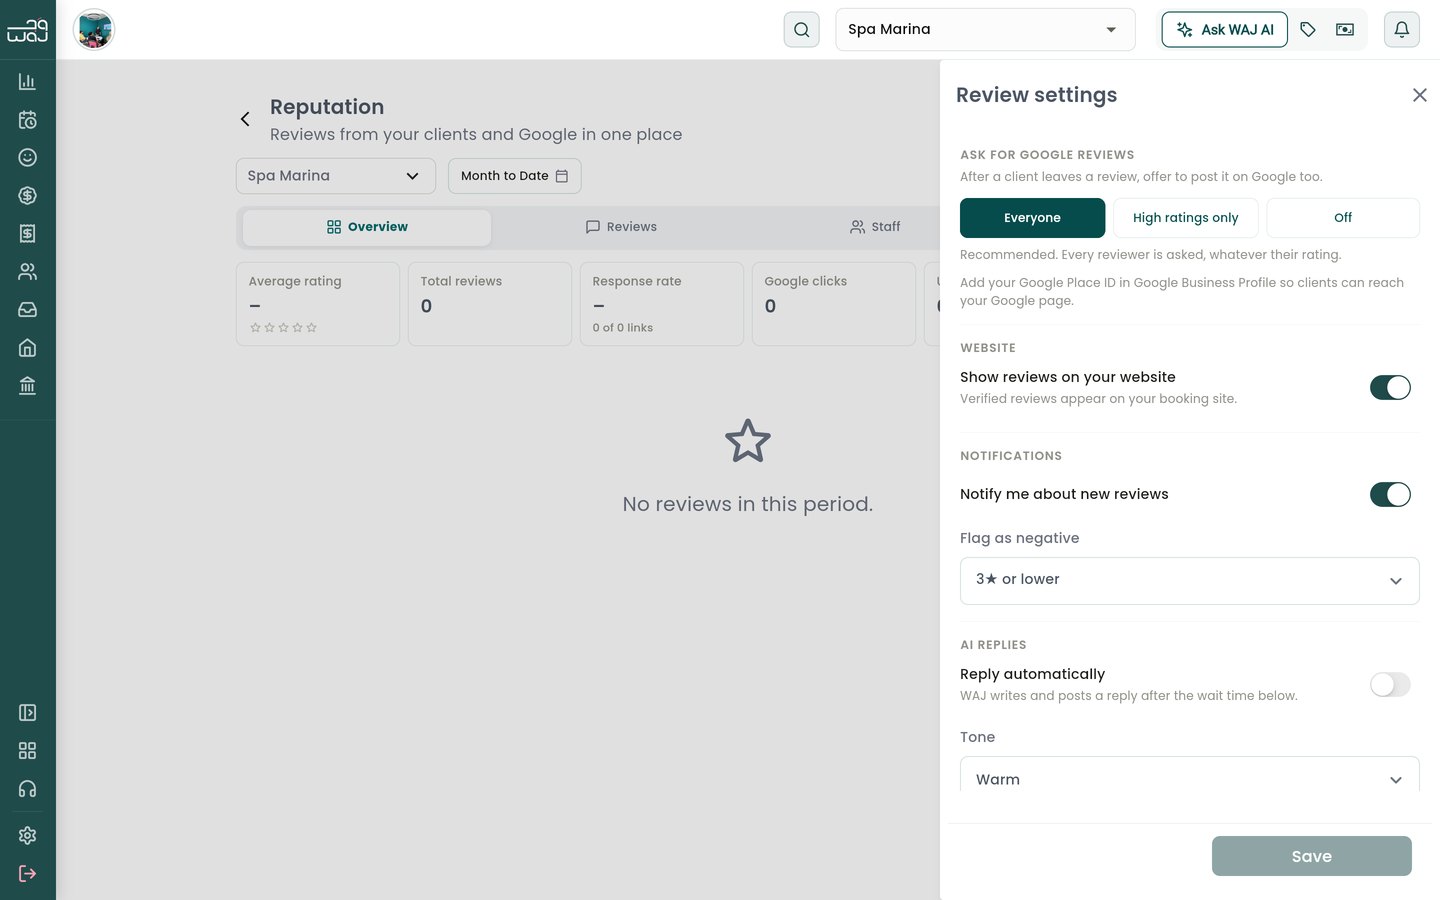 waj
Spa Marina
Ask WAJ AI
Reputation
Reviews from your clients and Google in one place
Spa Marina
Month to Date
Overview
Reviews
Staff
Average rating
–
Total reviews
0
Response rate
–
0 of 0 links
Google clicks
0
No reviews in this period.
Review settings
ASK FOR GOOGLE REVIEWS
After a client leaves a review, offer to post it on Google too.
Everyone
High ratings only
Off
Recommended. Every reviewer is asked, whatever their rating.
Add your Google Place ID in Google Business Profile so clients can reach
your Google page.
WEBSITE
Show reviews on your website
Verified reviews appear on your booking site.
NOTIFICATIONS
Notify me about new reviews
Flag as negative
3★ or lower
AI REPLIES
Reply automatically
WAJ writes and posts a reply after the wait time below.
Tone
Warm
Save